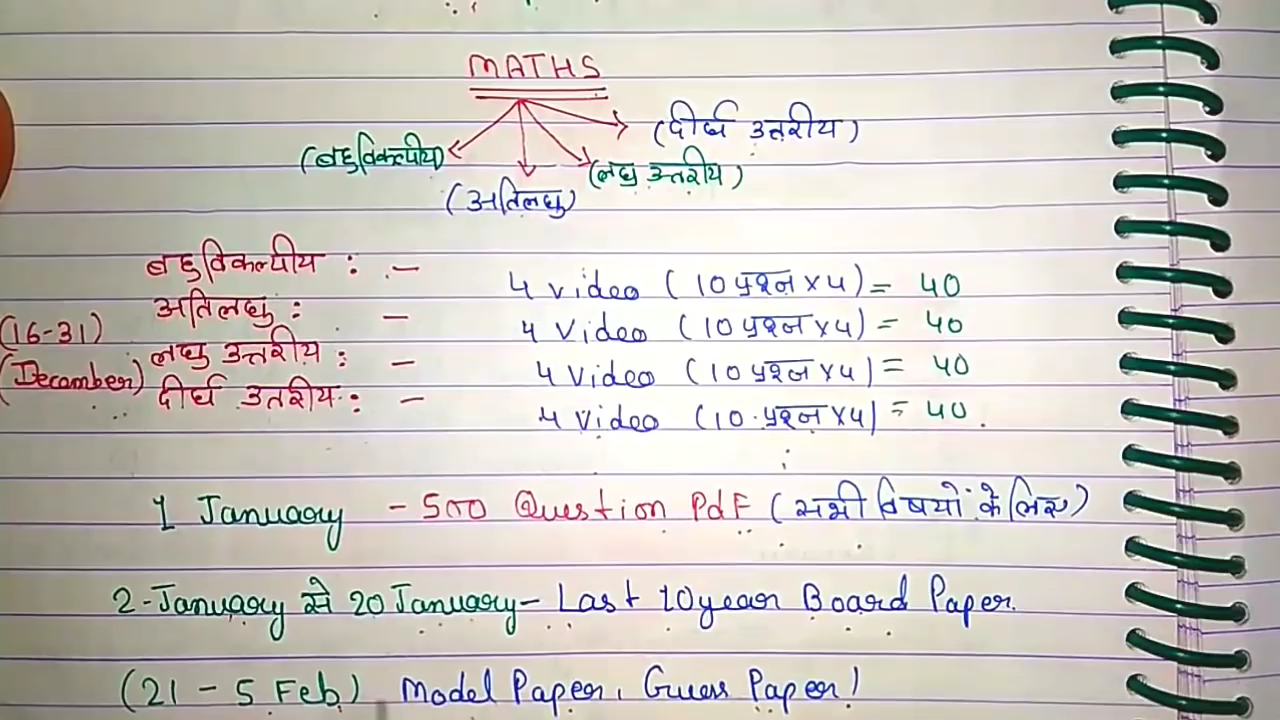 MATHS
(दीर्घ उत्तरीय)
(बहुविकल्पीय)
(लघु उत्तरीय)
(अतिलघु)
बहुविकल्पीय : - 4 video (10 प्रश्न x4) = 40
अतिलघु : - 4 Video (10 प्रश्न x4) = 40
(16-31)
लघु उत्तरीय : - 4 Video (10 प्रश्न x4) = 40
(December)
दीर्घ उत्तरीय : - 4 Video (10 प्रश्न x4) = 40.
1 January - 500 Question PdF (सभी विषयों के लिए)
2-January से 20 January- Last 10 year Board Paper.
(21 - 5 Feb) Model Paper, Guess Paper!